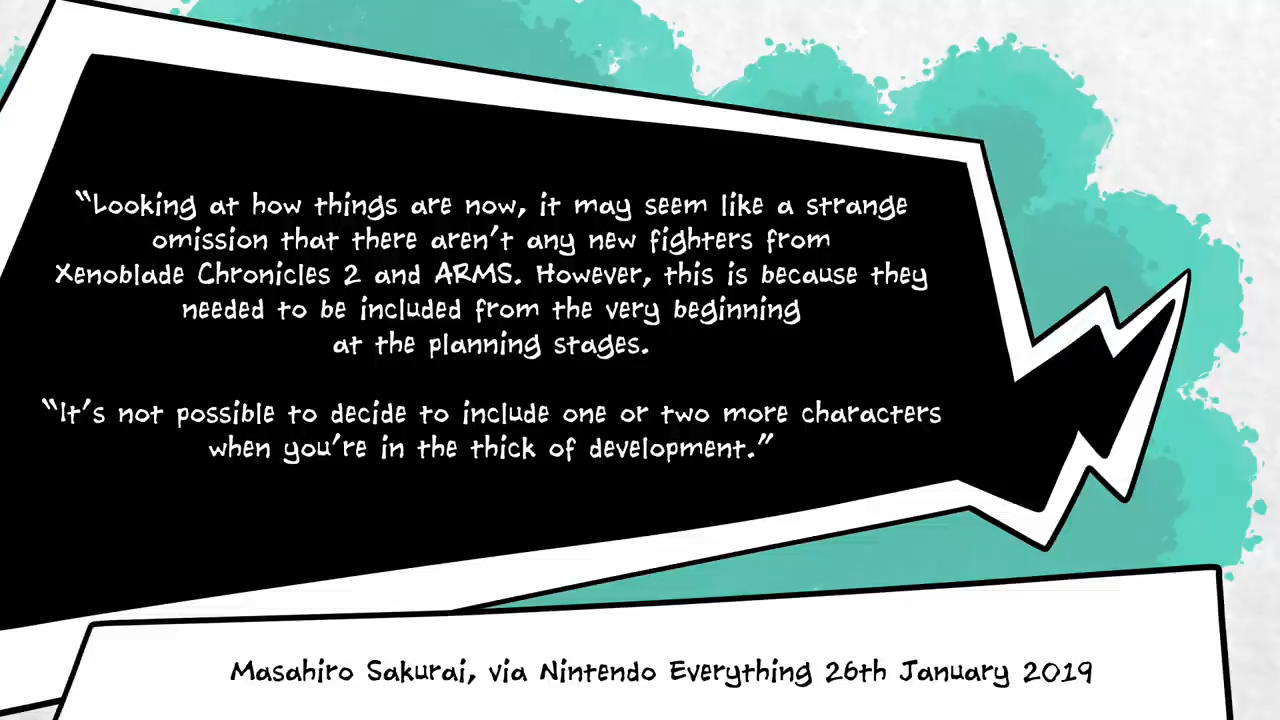 “Looking at how things are now, it may seem like a strange
omission that there aren’t any new fighters from
Xenoblade Chronicles 2 and ARMS. However, this is because they
needed to be included from the very beginning
at the planning stages.
“It’s not possible to decide to include one or two more characters
when you’re in the thick of development.”
Masahiro Sakurai, via Nintendo Everything 26th January 2019